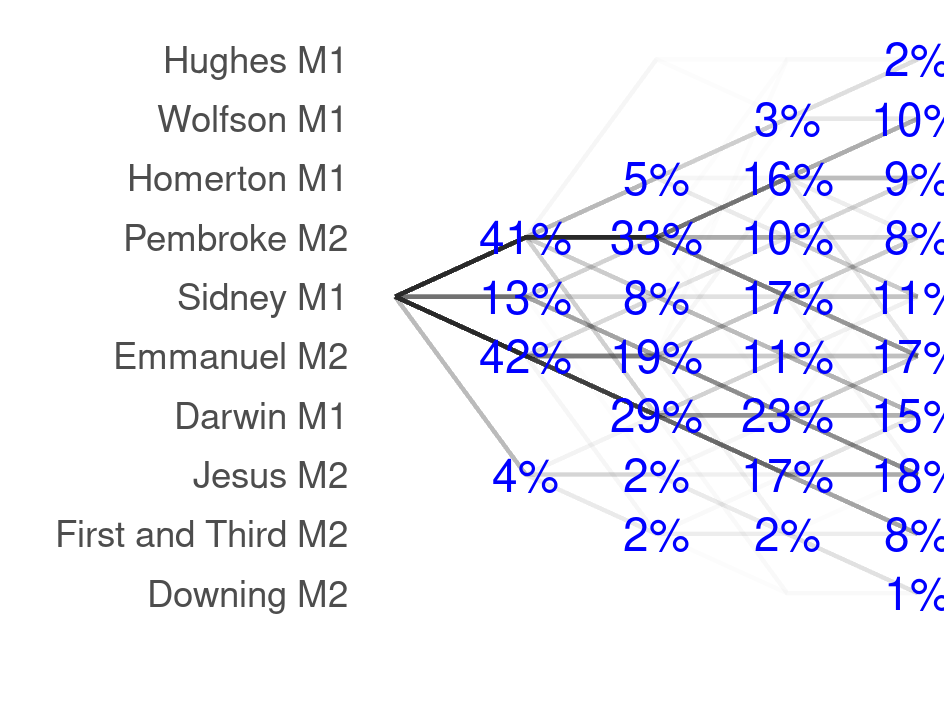 Hughes M1 2%
Wolfson M1 3% 10%
Homerton M1 5% 16% 9%
Pembroke M2 41% 33% 10% 8%
Sidney M1 13% 8% 17% 11%
Emmanuel M2 42% 19% 11% 17%
Darwin M1 29% 23% 15%
Jesus M2 4% 2% 17% 18%
First and Third M2 2% 2% 8%
Downing M2 1%